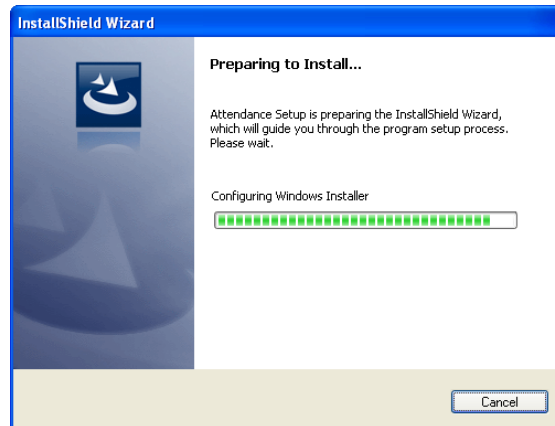 InstallShield Wizard
Preparing to Install...
Attendance Setup is preparing the InstallShield Wizard,
which will guide you through the program setup process.
Please wait.
Configuring Windows Installer
Cancel